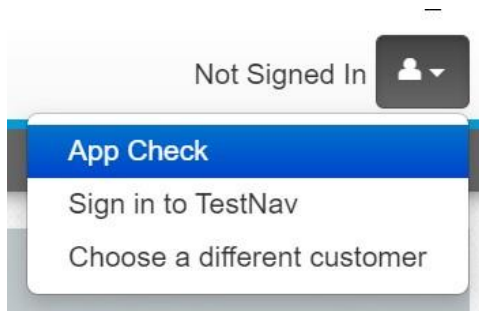 Not Signed In
App Check
Sign in to TestNav
Choose a different customer